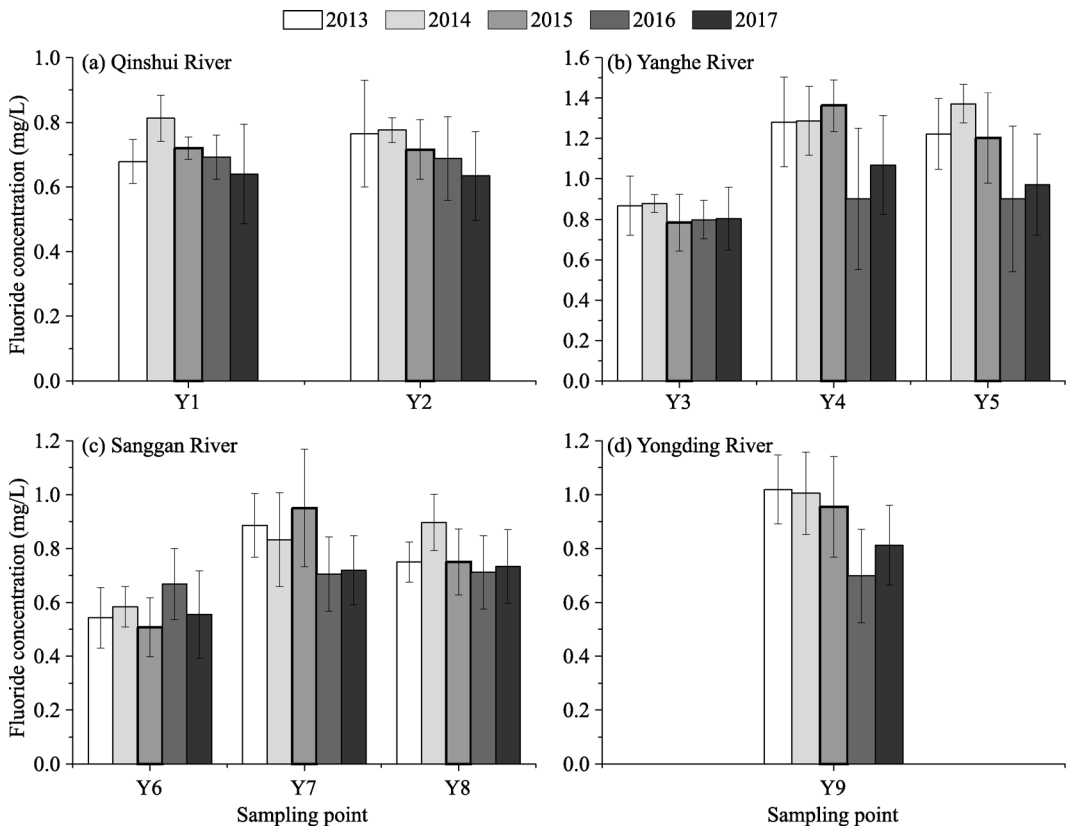 2013 2014 2015 2016 2017
(a) Qinshui River
Fluoride concentration (mg/L)
1.0
0.8
0.6
0.4
0.2
0.0
Y1 Y2
(b) Yanghe River
1.6
1.4
1.2
1.0
0.8
0.6
0.4
0.2
0.0
Y3 Y4 Y5
(c) Sanggan River
Fluoride concentration (mg/L)
1.2
1.0
0.8
0.6
0.4
0.2
0.0
Y6 Y7 Y8
Sampling point
(d) Yongding River
1.2
1.0
0.8
0.6
0.4
0.2
0.0
Y9
Sampling point